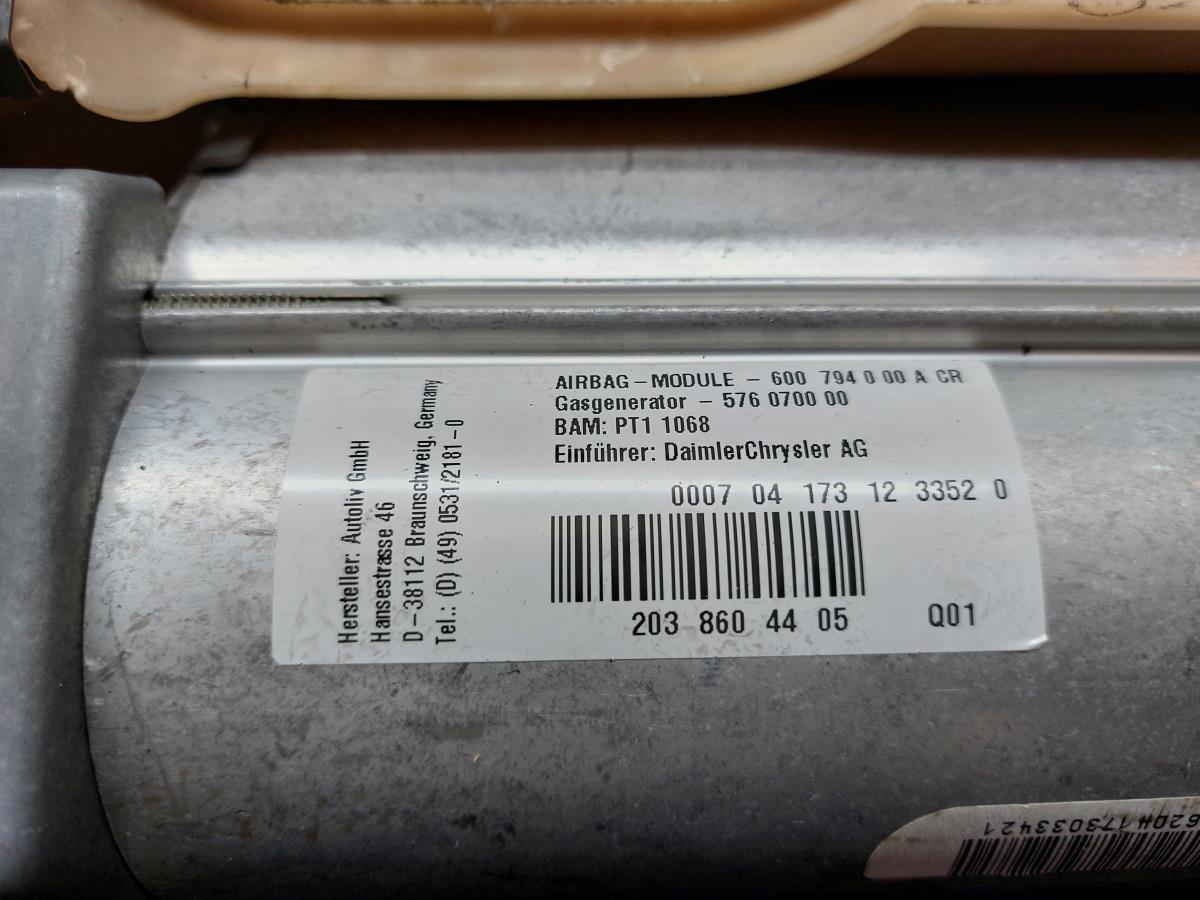 AIRBAG – MODULE – 600 794 0 00 A CR
Gasgenerator – 576 0700 00
BAM: PT1 1068
Einführer: DaimlerChrysler AG
0007 04 173 12 3352 0
203 860 44 05 Q01
Hersteller: Autoliv GmbH
Hansestrasse 46
D – 38112 Braunschweig, Germany
Tel.: (D) (49) 0531/2181 – 0